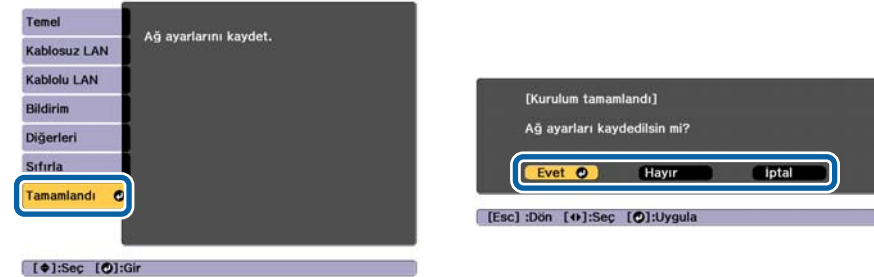 Temel
Kablosuz LAN
Kablolu LAN
Bildirim
Diğerleri
Sıfırla
Tamamlandı
Ağ ayarlarını kaydet.
[ ]:Seç [ ]:Gir
[Kurulum tamamlandı]
Ağ ayarları kaydedilsin mi?
Evet Hayır İptal
[Esc] :Dön [ ]:Seç [ ]:Uygula